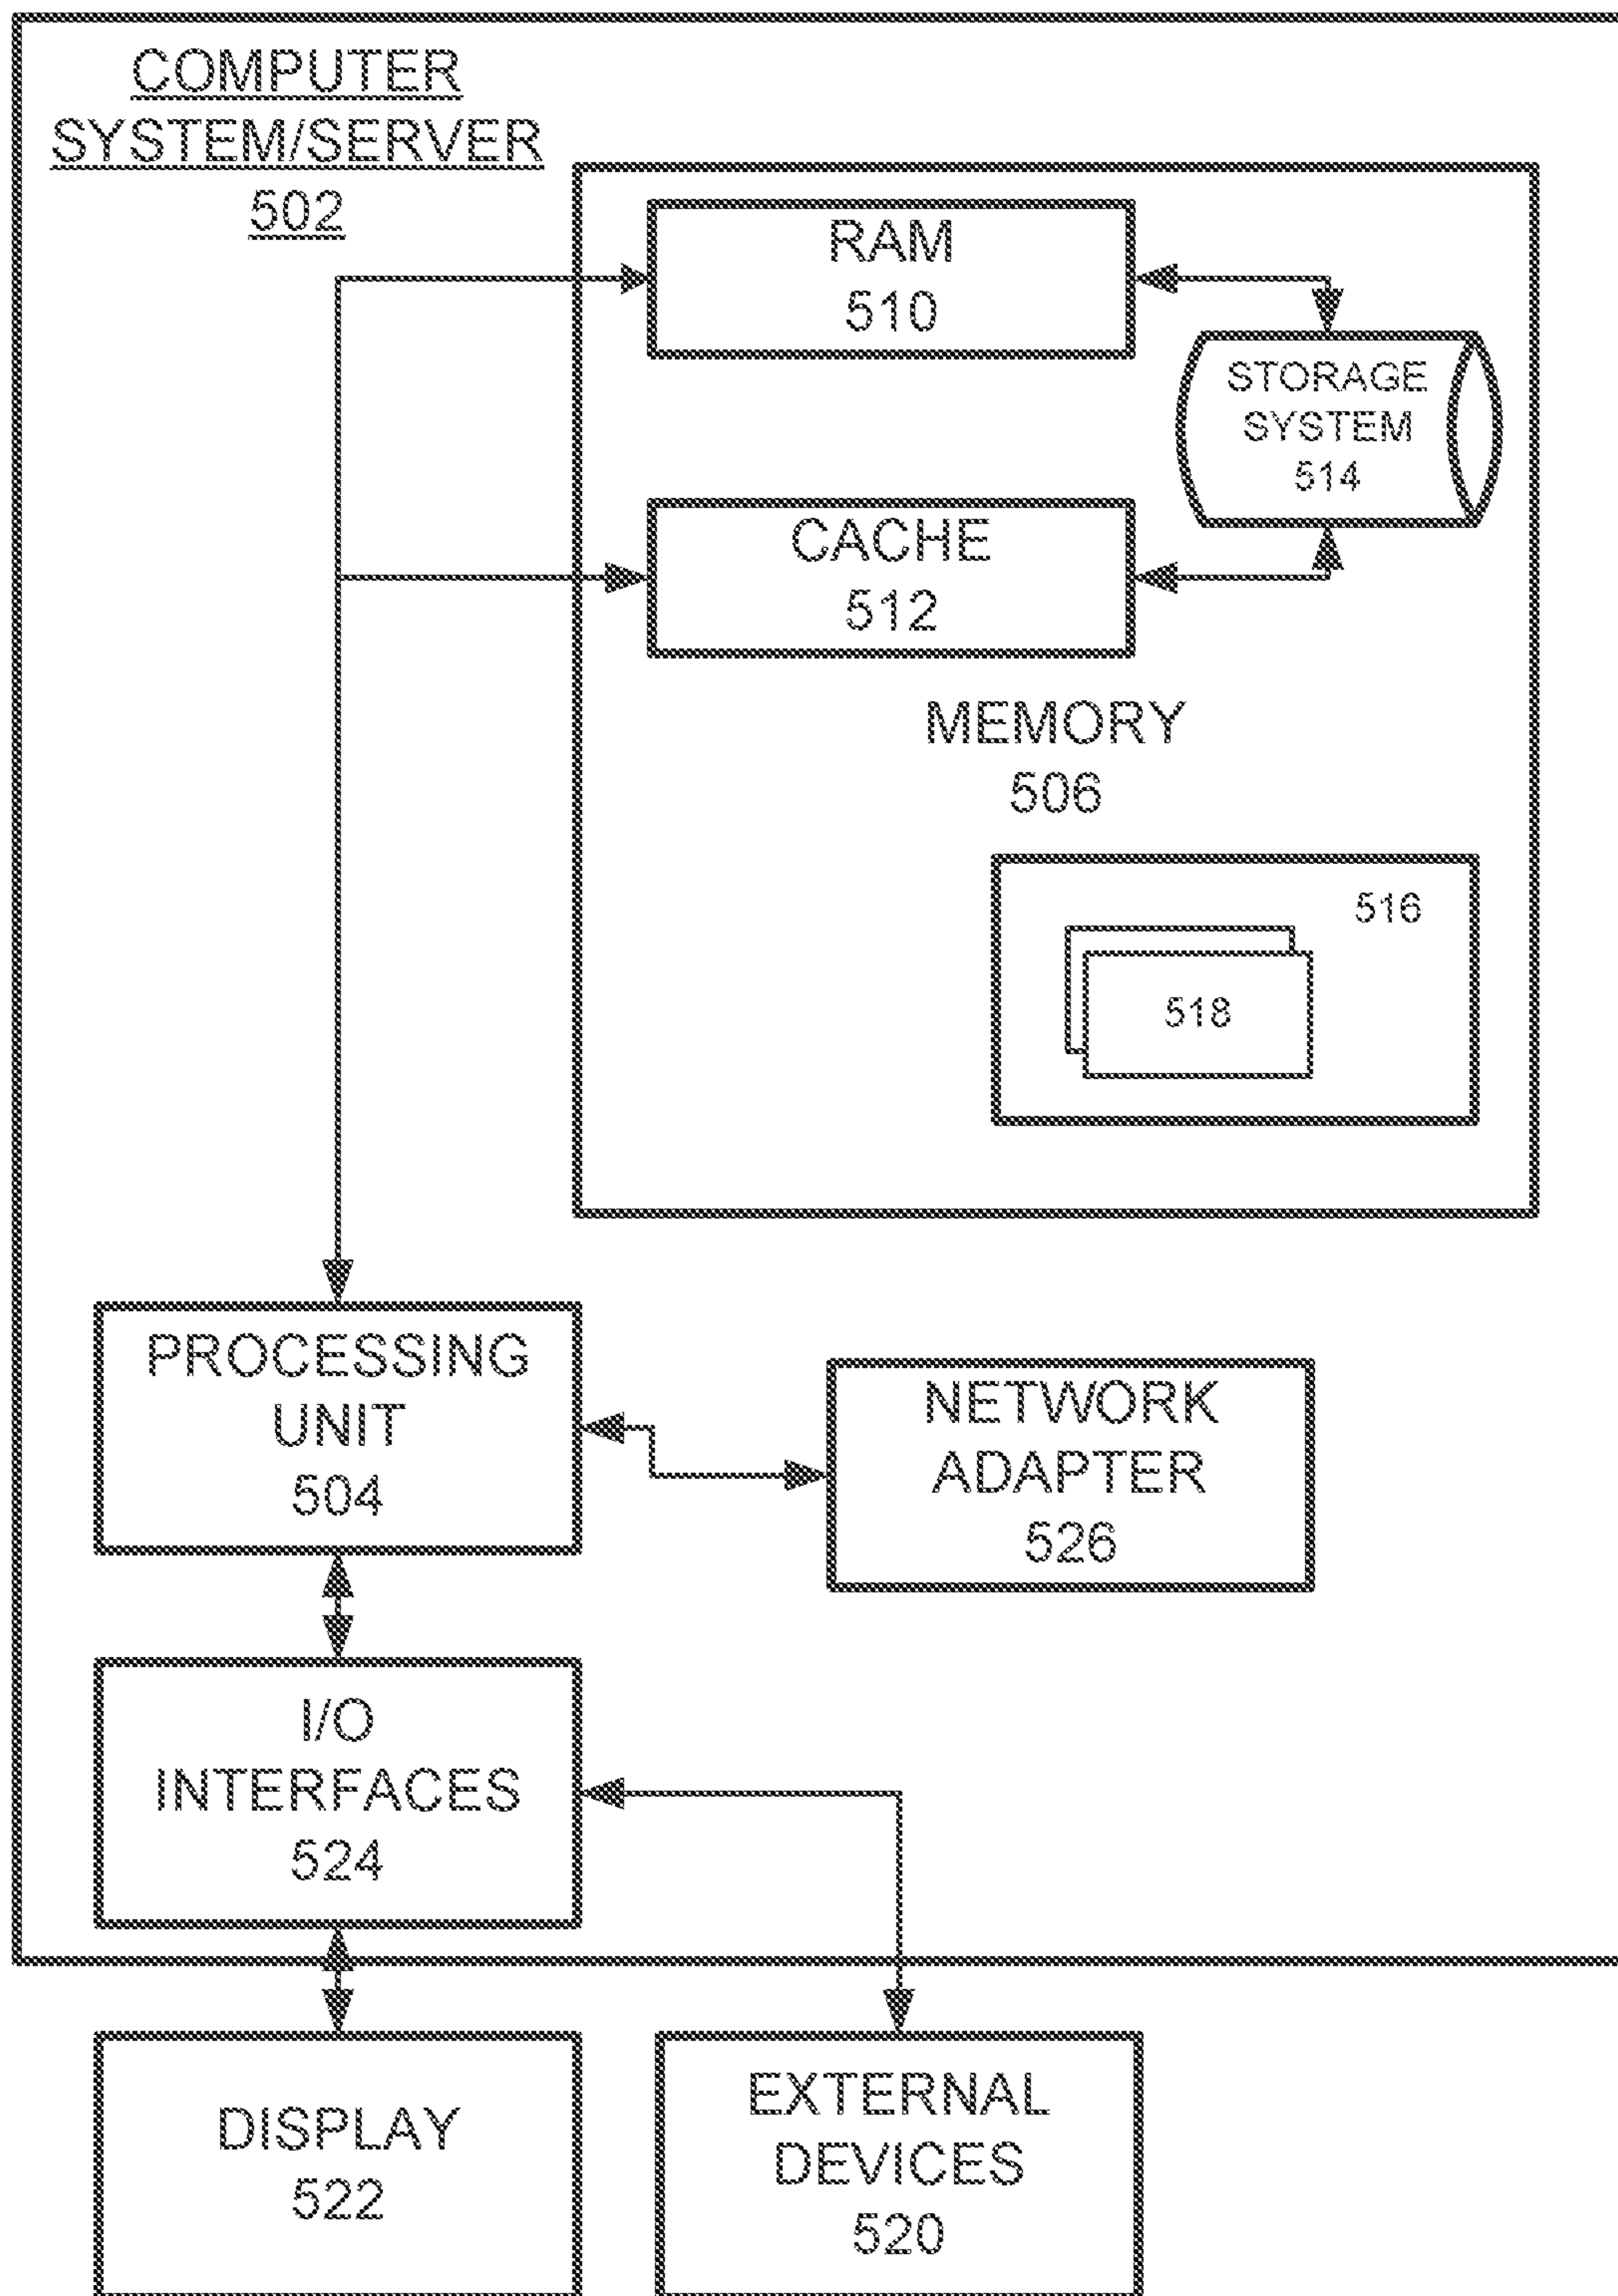 COMPUTER
SYSTEM/SERVER
502
RAM
510
STORAGE
SYSTEM
514
CACHE
512
MEMORY
506
516
518
PROCESSING
UNIT
504
NETWORK
ADAPTER
526
I/O
INTERFACES
524
DISPLAY
522
EXTERNAL
DEVICES
520